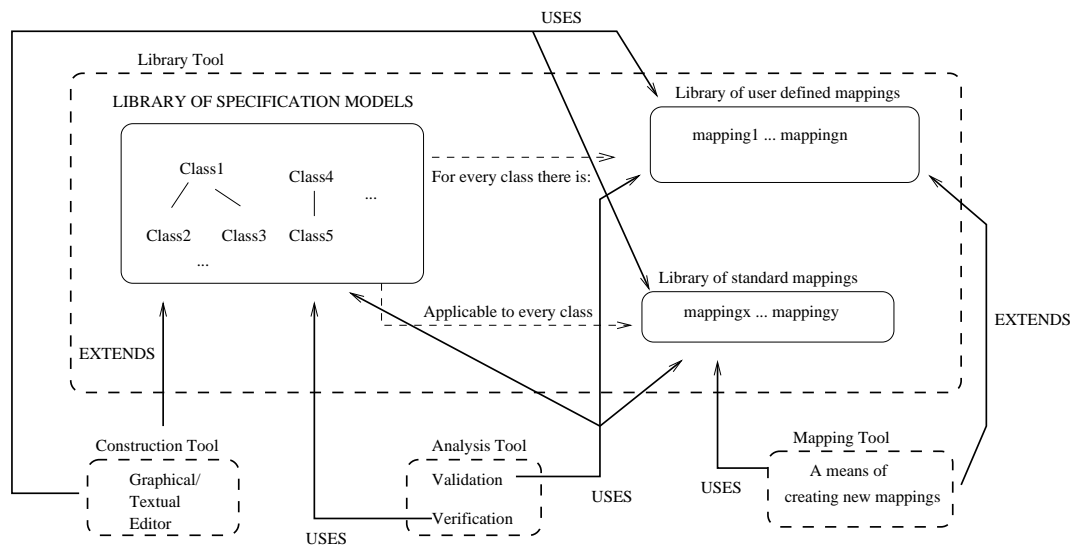 USES
Library Tool
LIBRARY OF SPECIFICATION MODELS
Library of user defined mappings
mapping1 ... mappingn
Class1
Class4
For every class there is:
...
Class2
Class3
Class5
...
Library of standard mappings
Applicable to every class
mappingx ... mappingy
EXTENDS
EXTENDS
Construction Tool
Graphical/
Textual
Editor
Analysis Tool
Validation
Verification
USES
USES
Mapping Tool
A means of
creating new mappings
USES